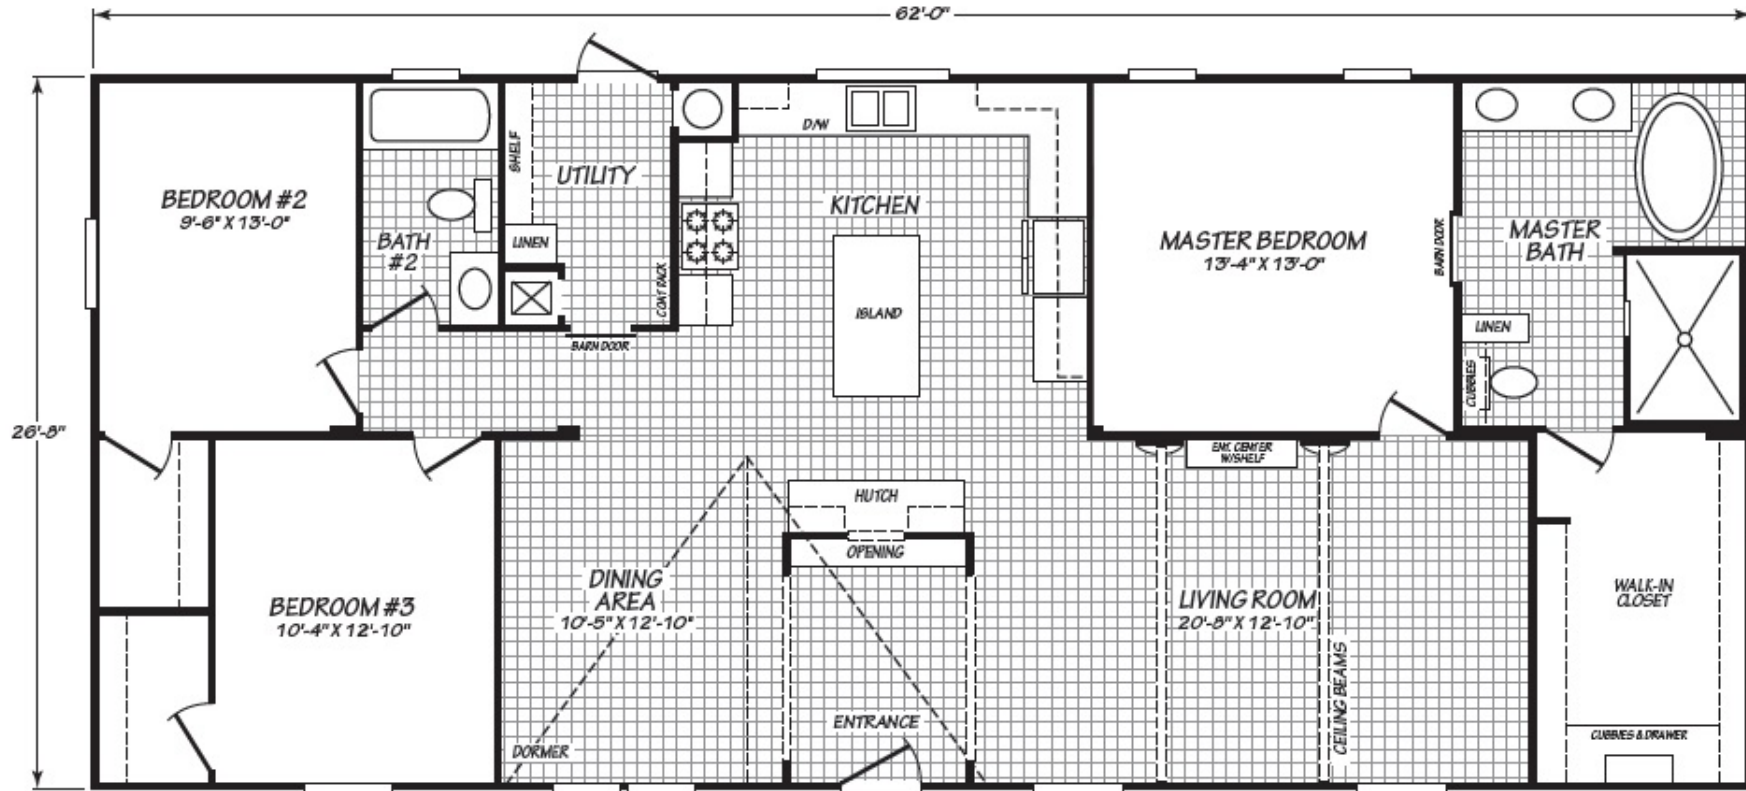 62'-0"
26'-8"
BEDROOM #2
9'-6" X 13'-0"
BATH
#2
SHELF
UTILITY
LINEN
COAT RACK
BARN DOOR
D/W
KITCHEN
ISLAND
MASTER BEDROOM
13'-4" X 13'-0"
BARN DOOR
MASTER
BATH
LINEN
CUBBIES
ENT. CENTER
W/SHELF
HUTCH
OPENING
BEDROOM #3
10'-4" X 12'-10"
DINING
AREA
10'-5" X 12'-10"
DORMER
ENTRANCE
LIVING ROOM
20'-8" X 12'-10"
CEILING BEAMS
WALK-IN
CLOSET
CUBBIES & DRAWER